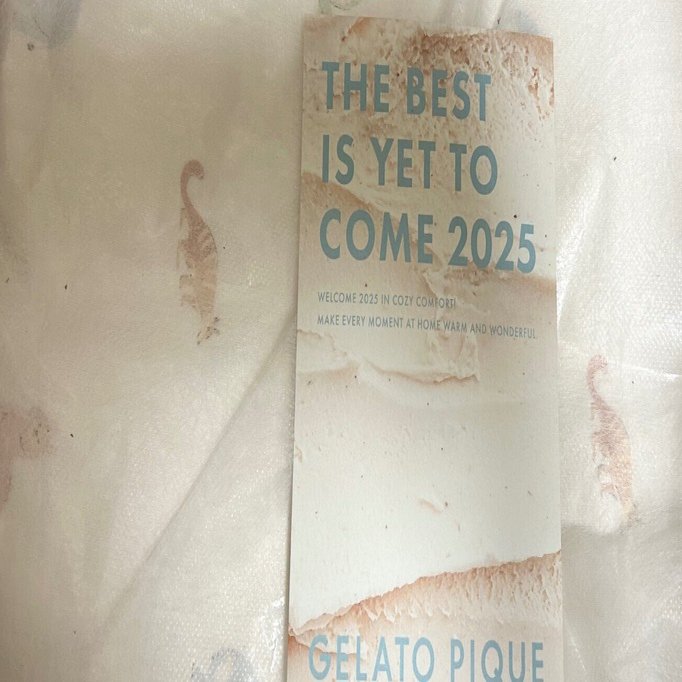 THE BEST
IS YET TO
COME 2025
WELCOME 2025 IN COZY COMFORT!
MAKE EVERY MOMENT AT HOME WARM AND WONDERFUL.
GELATO PIQUE